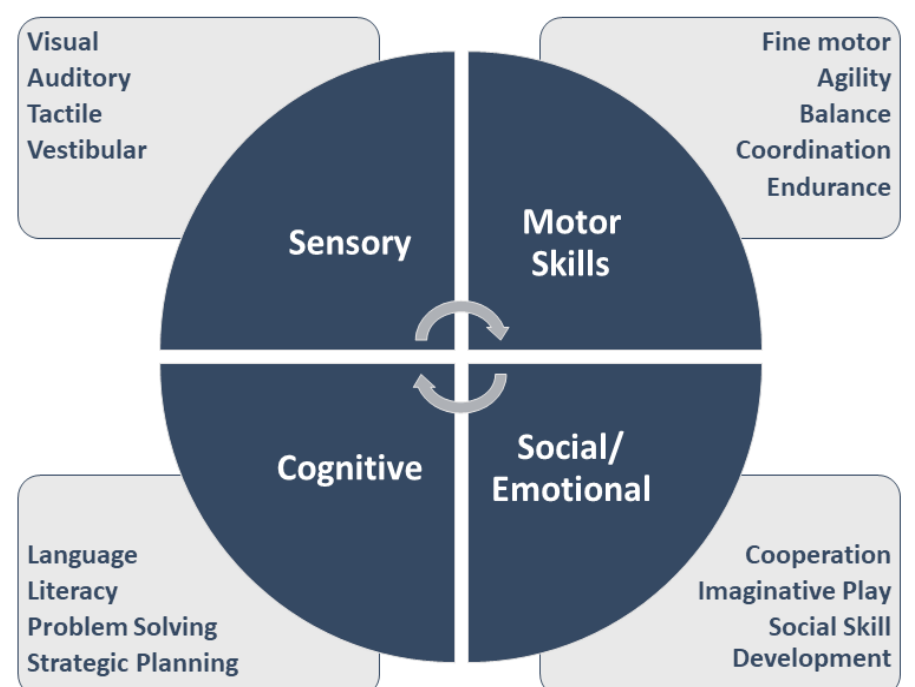 Visual
Auditory
Tactile
Vestibular
Fine motor
Agility
Balance
Coordination
Endurance
Sensory
Motor
Skills
Cognitive
Social/
Emotional
Language
Literacy
Problem Solving
Strategic Planning
Cooperation
Imaginative Play
Social Skill
Development